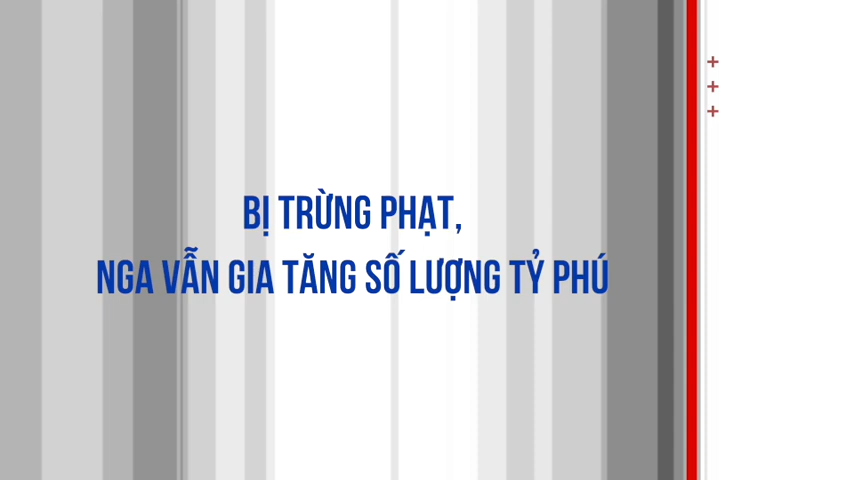 BỊ TRỪNG PHẠT,
NGA VẪN GIA TĂNG SỐ LƯỢNG TỶ PHÚ